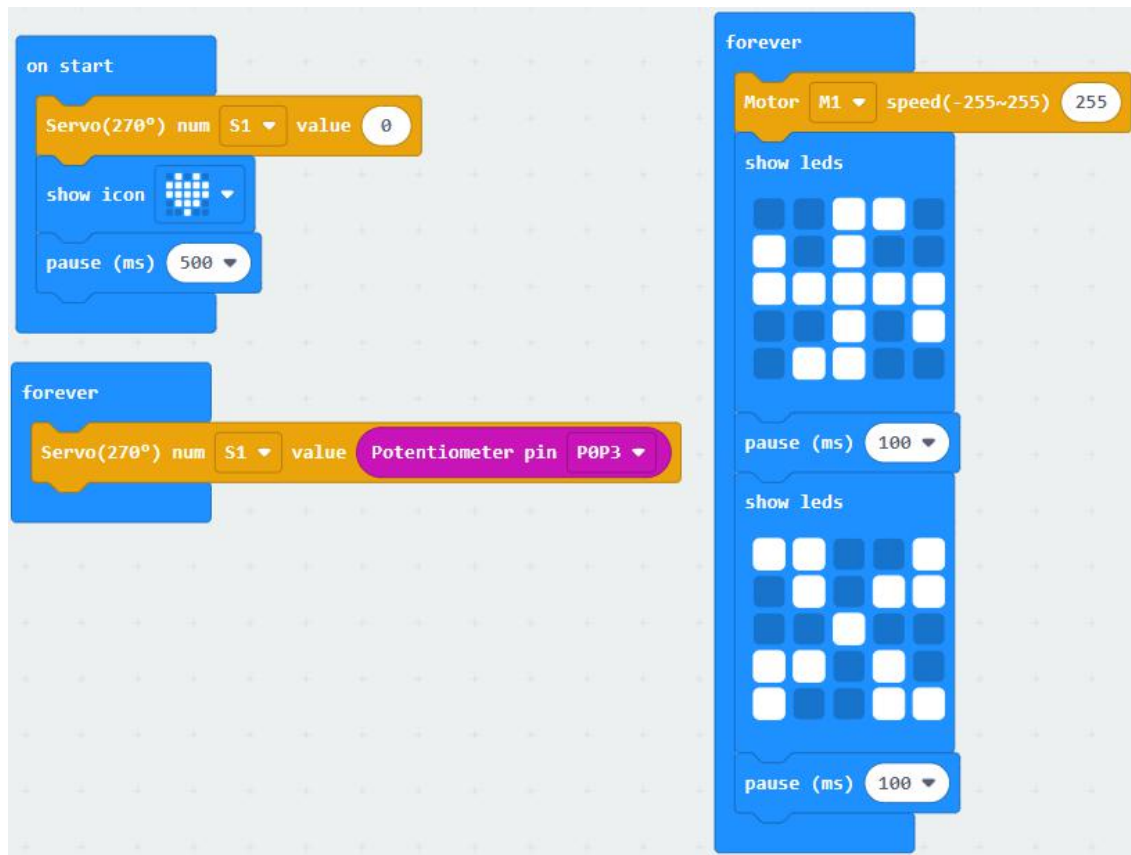 on start
Servo(270°) num S1 value 0
show icon
pause (ms) 500
forever
Servo(270°) num S1 value Potentiometer pin P0P3
forever
Motor M1 speed(-255~255) 255
show leds
pause (ms) 100
show leds
pause (ms) 100